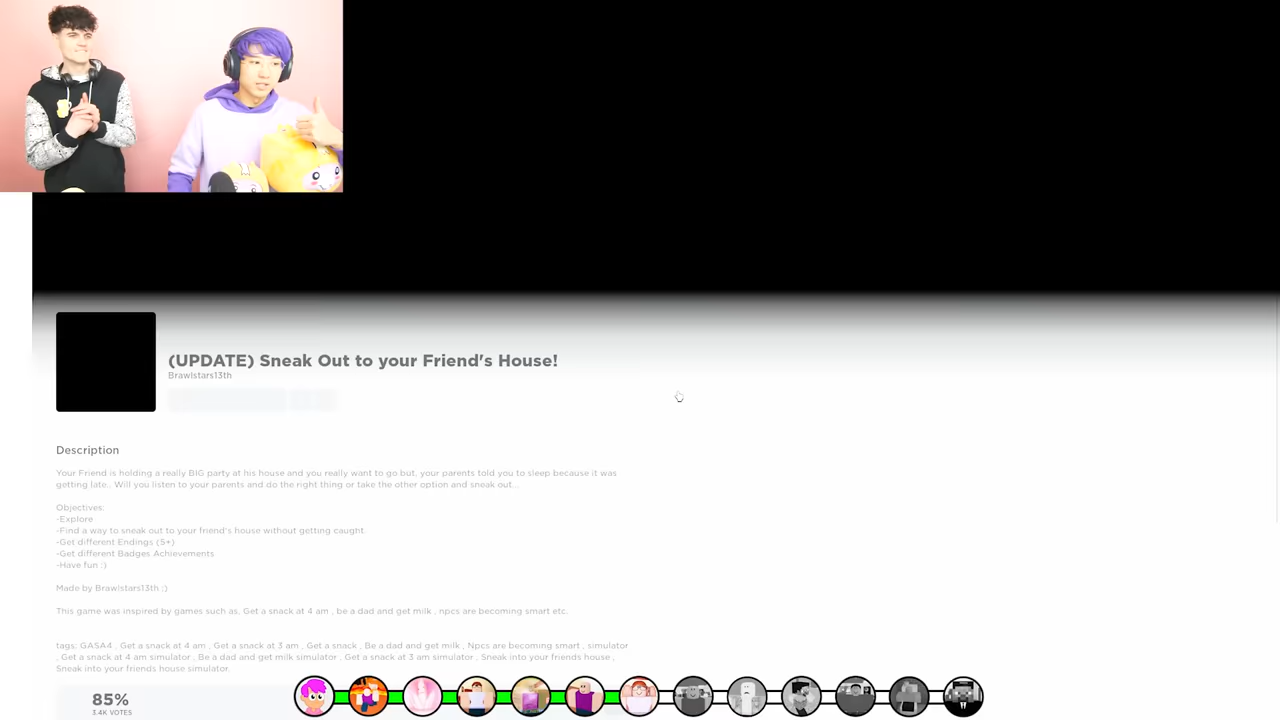 (UPDATE) Sneak Out to your Friend's House!
Brawlstars13th
Description
Your Friend is holding a really BIG party at his house and you really want to go but, your parents told you to sleep because it was
getting late.. Will you listen to your parents and do the right thing or take the other option and sneak out...
Objectives:
-Explore
-Find a way to sneak out to your friend's house without getting caught
-Get different Endings (5+)
-Get different Badges Achievements
-Have fun :)
Made by Brawlstars13th :)
This game was inspired by games such as, Get a snack at 4 am , be a dad and get milk , npcs are becoming smart etc.
tags: GASA4 , Get a snack at 4 am , Get a snack at 3 am , Get a snack , Be a dad and get milk , Npcs are becoming smart , simulator
, Get a snack at 4 am simulator , Be a dad and get milk simulator , Get a snack at 3 am simulator , Sneak into your friends house ,
Sneak into your friends house simulator.
85%
3.4K VOTES